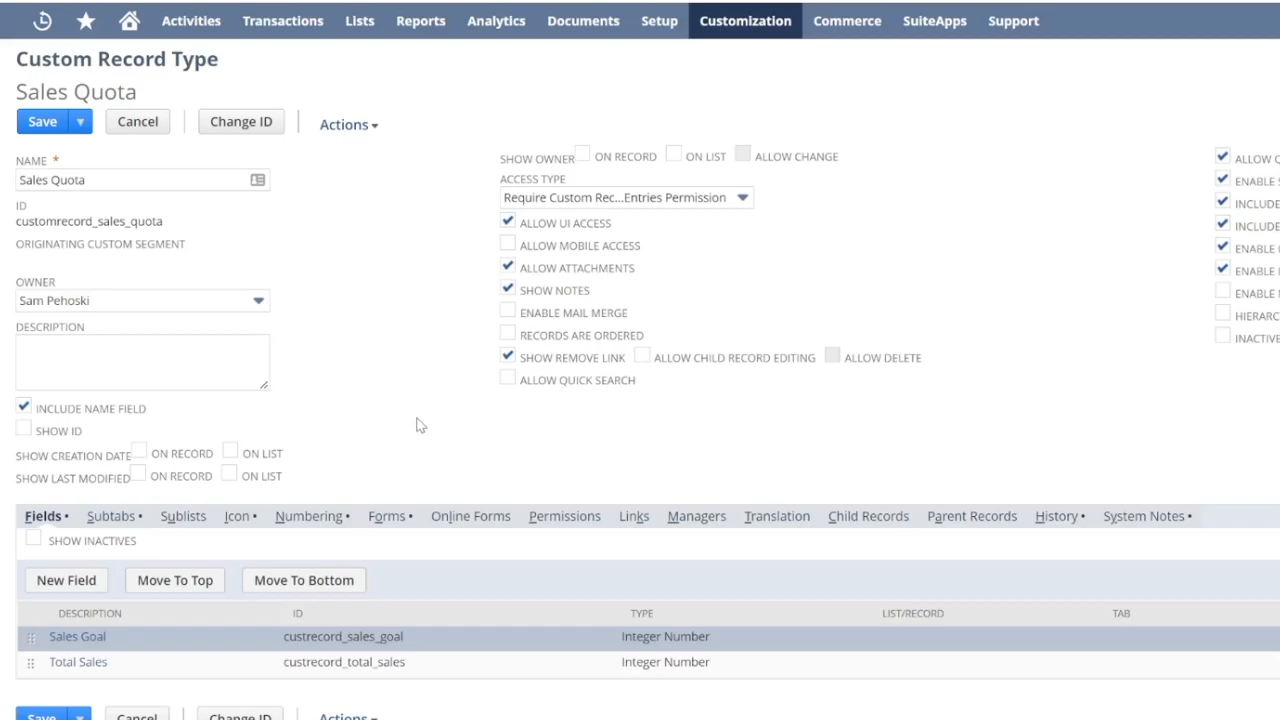 Activities Transactions Lists Reports Analytics Documents Setup Customization Commerce SuiteApps Support
Custom Record Type
Sales Quota
Save Cancel Change ID Actions
NAME *
Sales Quota
ID
customrecord_sales_quota
ORIGINATING CUSTOM SEGMENT
OWNER
Sam Pehoski
DESCRIPTION
INCLUDE NAME FIELD
SHOW ID
SHOW CREATION DATE ON RECORD ON LIST
SHOW LAST MODIFIED ON RECORD ON LIST
SHOW OWNER ON RECORD ON LIST ALLOW CHANGE
ACCESS TYPE
Require Custom Rec...Entries Permission
ALLOW UI ACCESS
ALLOW MOBILE ACCESS
ALLOW ATTACHMENTS
SHOW NOTES
ENABLE MAIL MERGE
RECORDS ARE ORDERED
SHOW REMOVE LINK ALLOW CHILD RECORD EDITING ALLOW DELETE
ALLOW QUICK SEARCH
ALLOW
ENABLE
INCLUDE
INCLUDE
ENABLE
ENABLE
ENABLE
HIERARC
INACTIVE
Fields • Subtabs • Sublists Icon • Numbering • Forms • Online Forms Permissions Links Managers Translation Child Records Parent Records History • System Notes •
SHOW INACTIVES
New Field Move To Top Move To Bottom
DESCRIPTION ID TYPE LIST/RECORD TAB
Sales Goal custrecord_sales_goal Integer Number
Total Sales custrecord_total_sales Integer Number
Save Cancel Change ID Actions